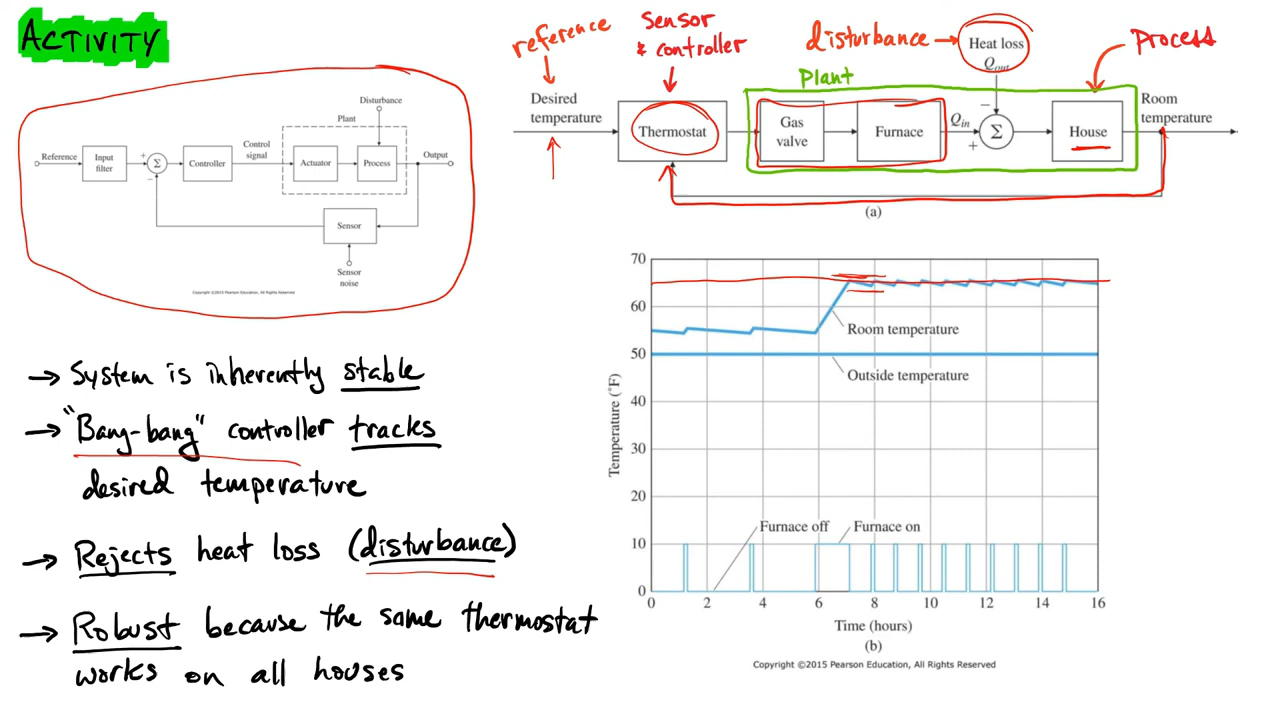 ACTIVITY
Disturbance
Plant
Reference
Input
filter
+
Σ
−
Controller
Control
signal
Actuator
Process
Output
Sensor
Sensor
noise
Copyright ©2015 Pearson Education, All Rights Reserved
→ System is inherently stable
→ "Bang-bang" controller tracks
desired temperature
→ Rejects heat loss (disturbance)
→ Robust because the same thermostat
works on all houses
reference
Sensor
& controller
disturbance →
Heat loss
Qout
Process
Plant
Desired
temperature
Thermostat
Gas
valve
Furnace
Qin
+
−
Σ
House
Room
temperature
(a)
70
60
50
40
30
20
10
0
Temperature (°F)
Room temperature
Outside temperature
Furnace off
Furnace on
0 2 4 6 8 10 12 14 16
Time (hours)
(b)
Copyright ©2015 Pearson Education, All Rights Reserved